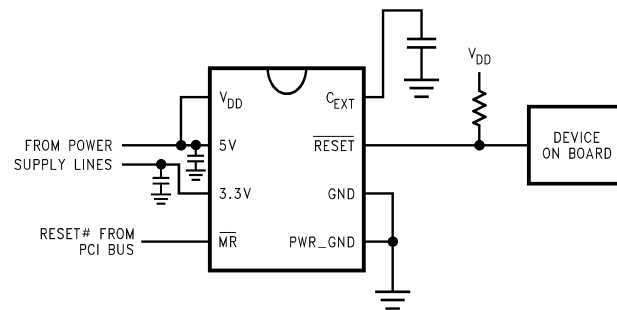 V_DD
V_DD
C_EXT
FROM POWER
SUPPLY LINES
5V
RESET
DEVICE
ON BOARD
3.3V
GND
RESET# FROM
PCI BUS
MR
PWR_GND